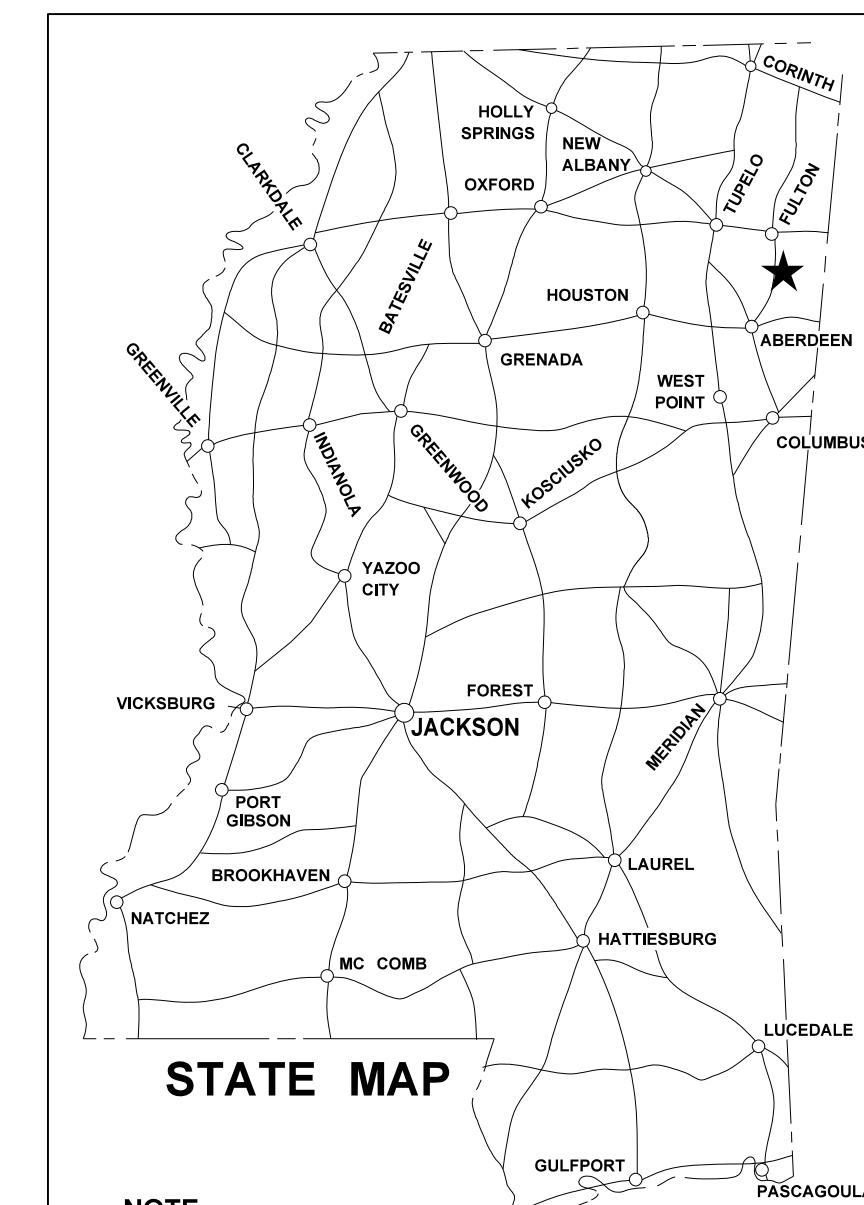 CORINTH
HOLLY
SPRINGS
NEW
ALBANY
CLARKDALE
OXFORD
TUPELO
FULTON
BATESVILLE
HOUSTON
ABERDEEN
GREENVILLE
GRENADA
WEST
POINT
COLUMBUS
INDIANOLA
GREENWOOD
KOSCIUSKO
YAZOO
CITY
VICKSBURG
FOREST
JACKSON
MERIDIAN
PORT
GIBSON
BROOKHAVEN
LAUREL
NATCHEZ
HATTIESBURG
MC COMB
LUCEDALE
STATE MAP
GULFPORT
PASCAGOULA
NOTE